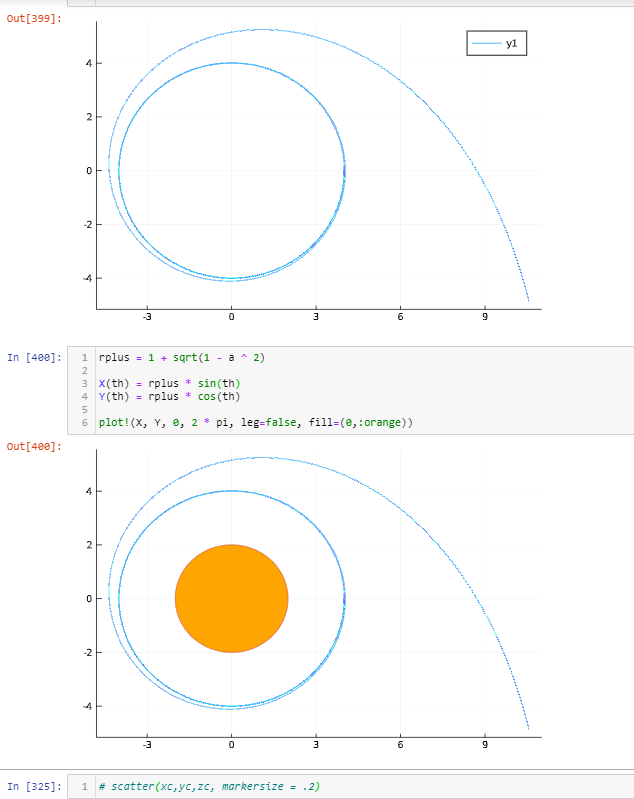 Out[399]:
y1
4
2
0
-2
-4
-3 0 3 6 9
In [400]:
1 rplus = 1 + sqrt(1 - a ^ 2)
2
3 X(th) = rplus * sin(th)
4 Y(th) = rplus * cos(th)
5
6 plot!(X, Y, 0, 2 * pi, leg=false, fill=(0,:orange))
Out[400]:
4
2
0
-2
-4
-3 0 3 6 9
In [325]:
1 # scatter(xc,yc,zc, markersize = .2)